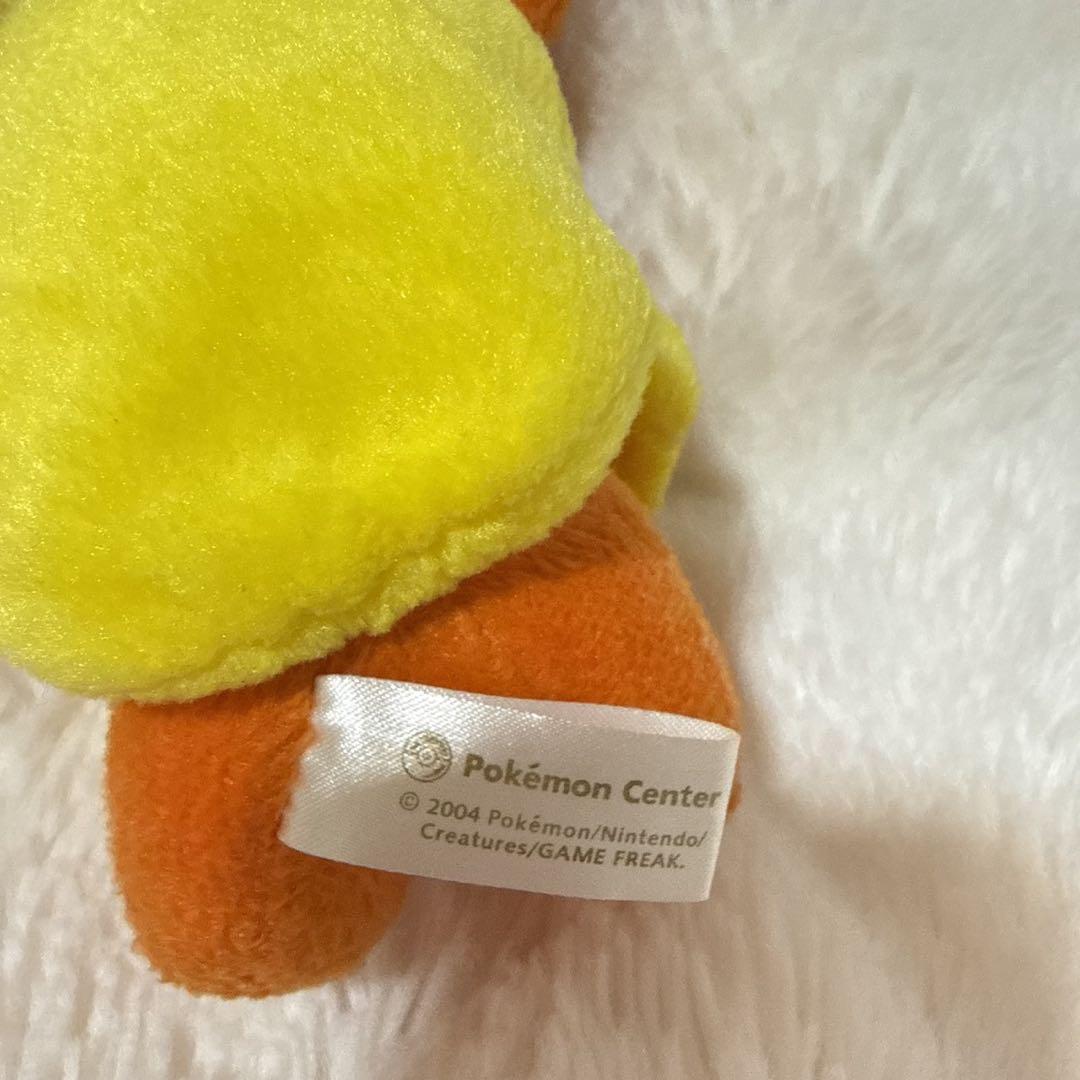 Pokémon Center
© 2004 Pokémon/Nintendo/
Creatures/GAME FREAK.